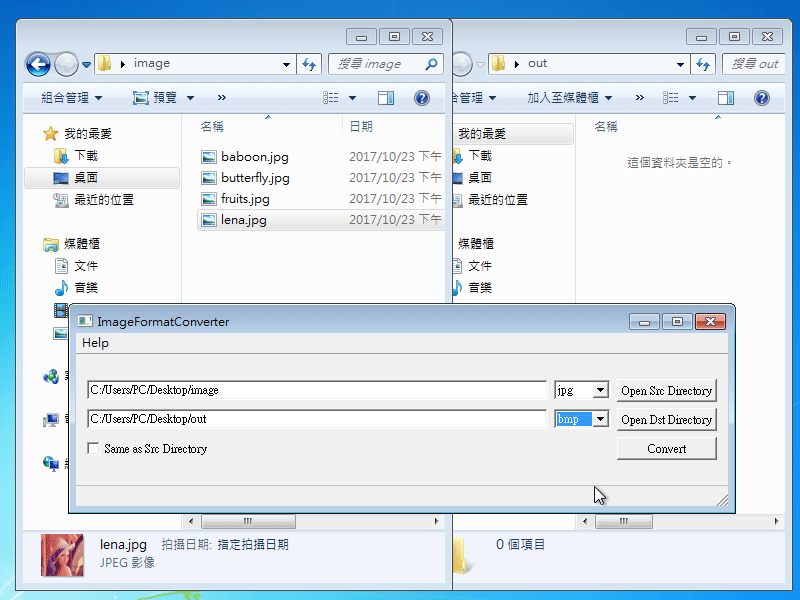 image
搜尋 image
組合管理
預覽
»
我的最愛
下載
桌面
最近的位置
媒體櫃
文件
音樂
名稱
日期
baboon.jpg
2017/10/23 下午
butterfly.jpg
2017/10/23 下午
fruits.jpg
2017/10/23 下午
lena.jpg
2017/10/23 下午
lena.jpg
拍攝日期: 指定拍攝日期
JPEG 影像
out
搜尋 out
合管理
加入至媒體櫃
»
我的最愛
下載
桌面
最近的位置
媒體櫃
文件
音樂
名稱
這個資料夾是空的。
0 個項目
ImageFormatConverter
Help
C:/Users/PC/Desktop/image
jpg
Open Src Directory
C:/Users/PC/Desktop/out
bmp
Open Dst Directory
Same as Src Directory
Convert